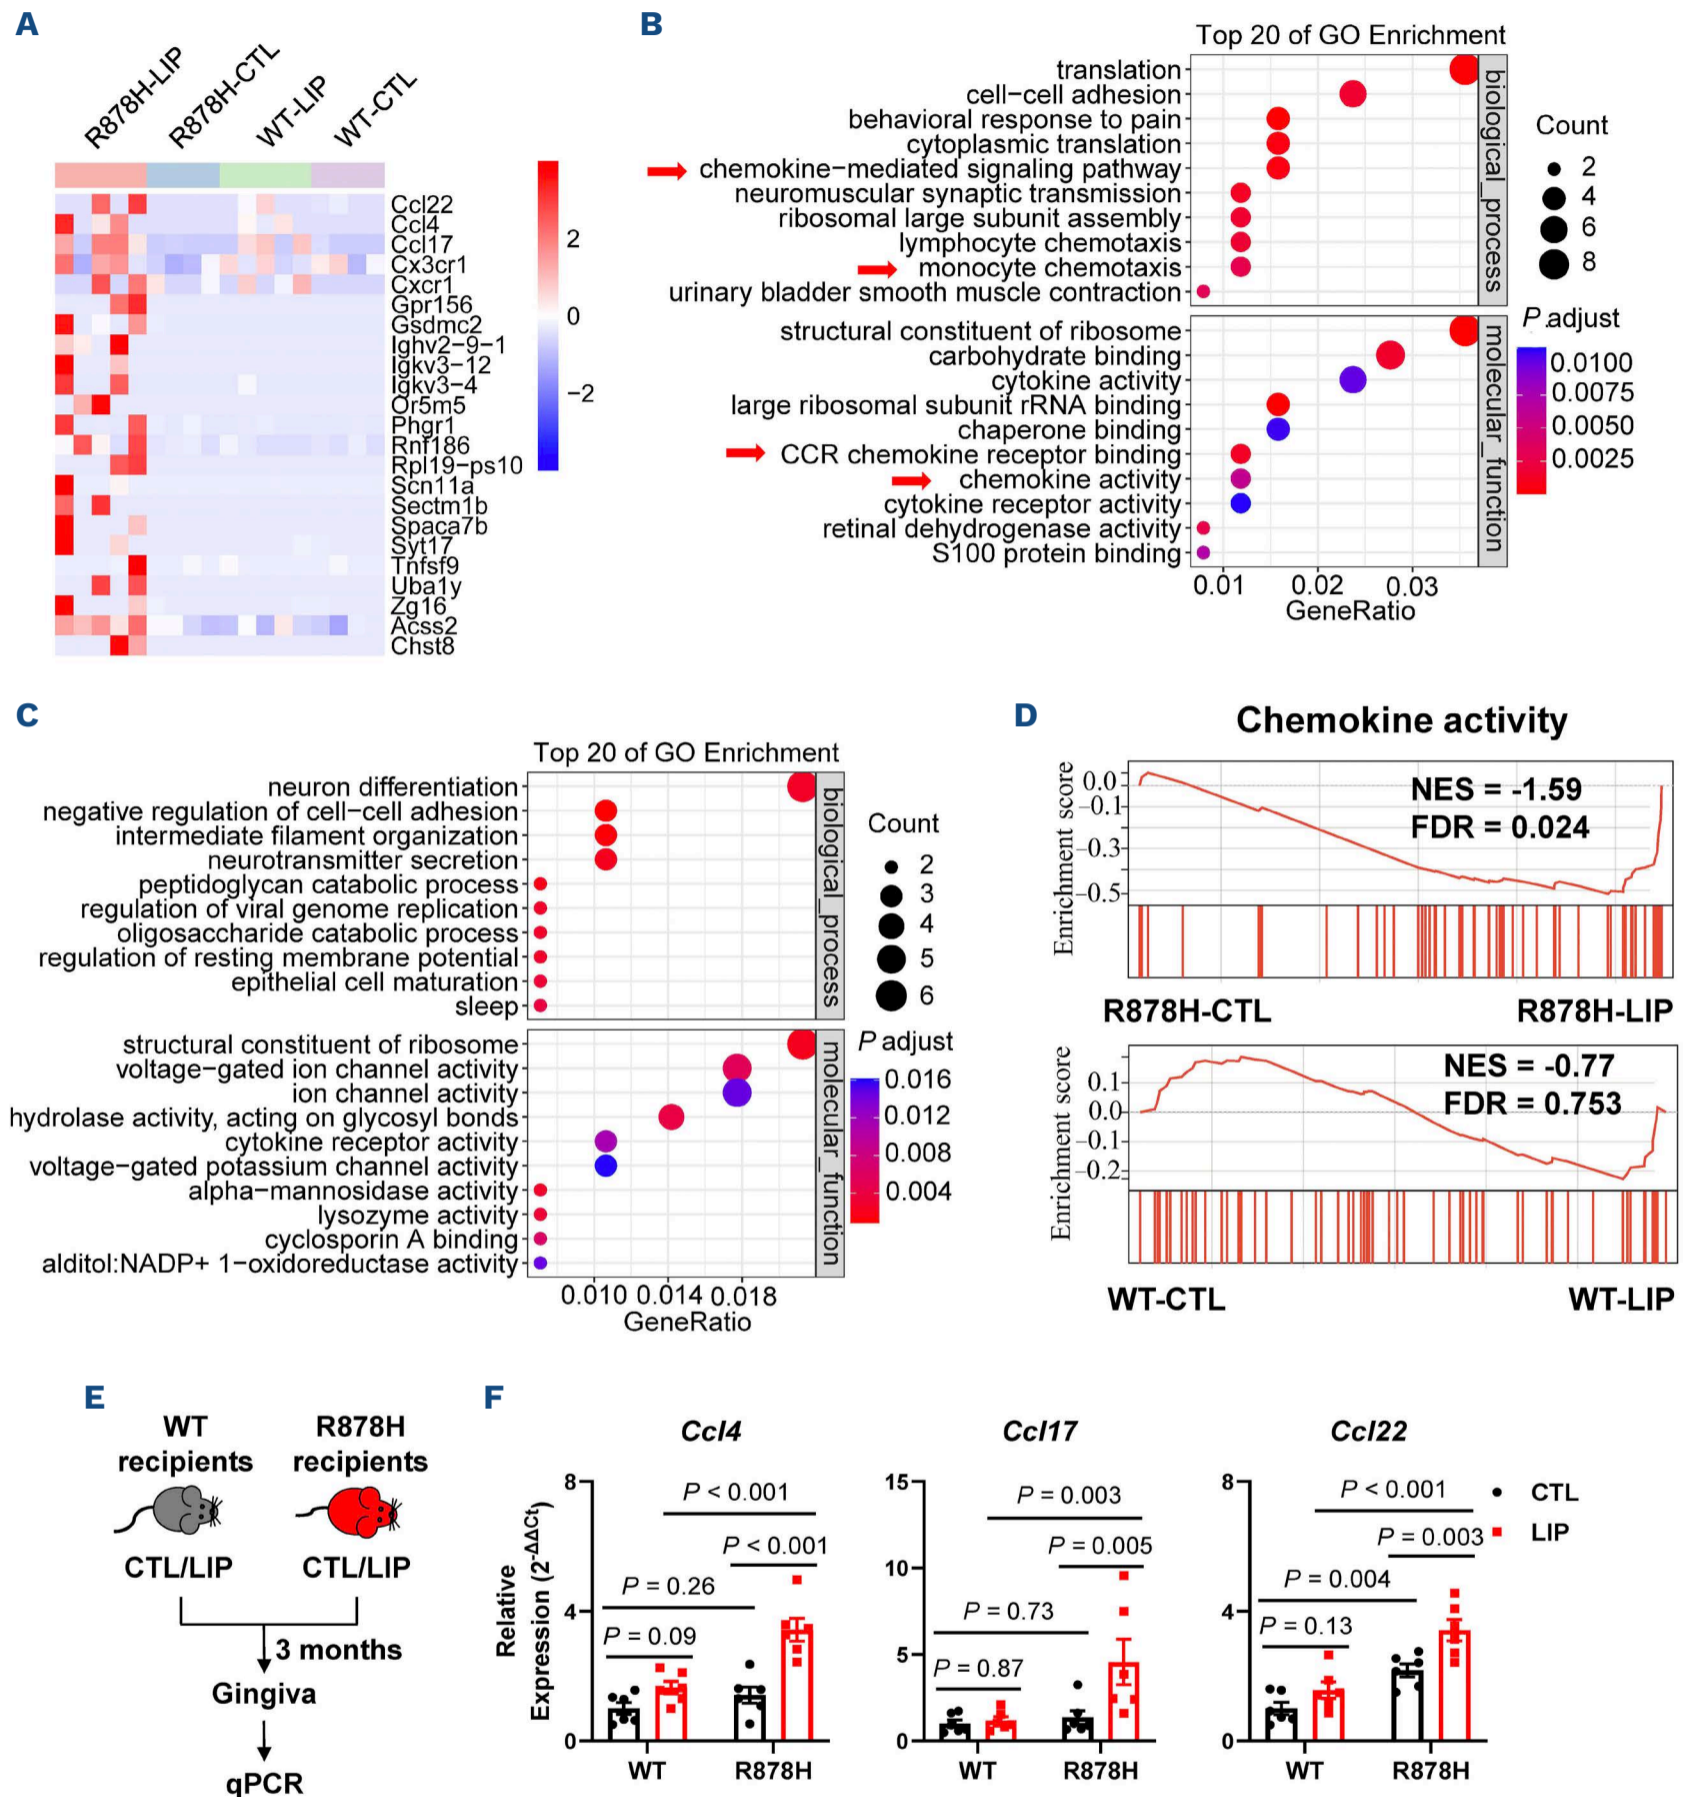 A
R878H-LIP
R878H-CTL
WT-LIP
WT-CTL
Ccl22
Ccl4
Ccl17
Cx3cr1
Cxcr1
Gpr156
Gsdmc2
Ighv2-9-1
Igkv3-12
Igkv3-4
Or5m5
Phgr1
Rnf186
Rpl19-ps10
Scn11a
Sectm1b
Spaca7b
Syt17
Tnfsf9
Uba1y
Zg16
Acss2
Chst8
2
0
-2
B
Top 20 of GO Enrichment
translation
cell-cell adhesion
behavioral response to pain
cytoplasmic translation
chemokine-mediated signaling pathway
neuromuscular synaptic transmission
ribosomal large subunit assembly
lymphocyte chemotaxis
monocyte chemotaxis
urinary bladder smooth muscle contraction
biological_process
structural constituent of ribosome
carbohydrate binding
cytokine activity
large ribosomal subunit rRNA binding
chaperone binding
CCR chemokine receptor binding
chemokine activity
cytokine receptor activity
retinal dehydrogenase activity
S100 protein binding
molecular_function
0.01 0.02 0.03
GeneRatio
Count
2
4
6
8
P.adjust
0.0100
0.0075
0.0050
0.0025
C
Top 20 of GO Enrichment
neuron differentiation
negative regulation of cell-cell adhesion
intermediate filament organization
neurotransmitter secretion
peptidoglycan catabolic process
regulation of viral genome replication
oligosaccharide catabolic process
regulation of resting membrane potential
epithelial cell maturation
sleep
biological_process
structural constituent of ribosome
voltage-gated ion channel activity
ion channel activity
hydrolase activity, acting on glycosyl bonds
cytokine receptor activity
voltage-gated potassium channel activity
alpha-mannosidase activity
lysozyme activity
cyclosporin A binding
alditol:NADP+ 1-oxidoreductase activity
molecular_function
0.010 0.014 0.018
GeneRatio
Count
2
3
4
5
6
P adjust
0.016
0.012
0.008
0.004
D
Chemokine activity
Enrichment score
0.0
-0.1
-0.3
-0.5
NES = -1.59
FDR = 0.024
R878H-CTL R878H-LIP
Enrichment score
0.1
0.0
-0.1
-0.2
NES = -0.77
FDR = 0.753
WT-CTL WT-LIP
E
WT recipients
R878H recipients
CTL/LIP CTL/LIP
3 months
Gingiva
qPCR
F
Relative
Expression (2-ΔΔCt)
Ccl4
8
4
0
P < 0.001
P < 0.001
P = 0.26
P = 0.09
WT R878H
Ccl17
15
10
5
0
P = 0.003
P = 0.005
P = 0.73
P = 0.87
WT R878H
Ccl22
8
4
0
P < 0.001
P = 0.003
P = 0.004
P = 0.13
WT R878H
CTL
LIP